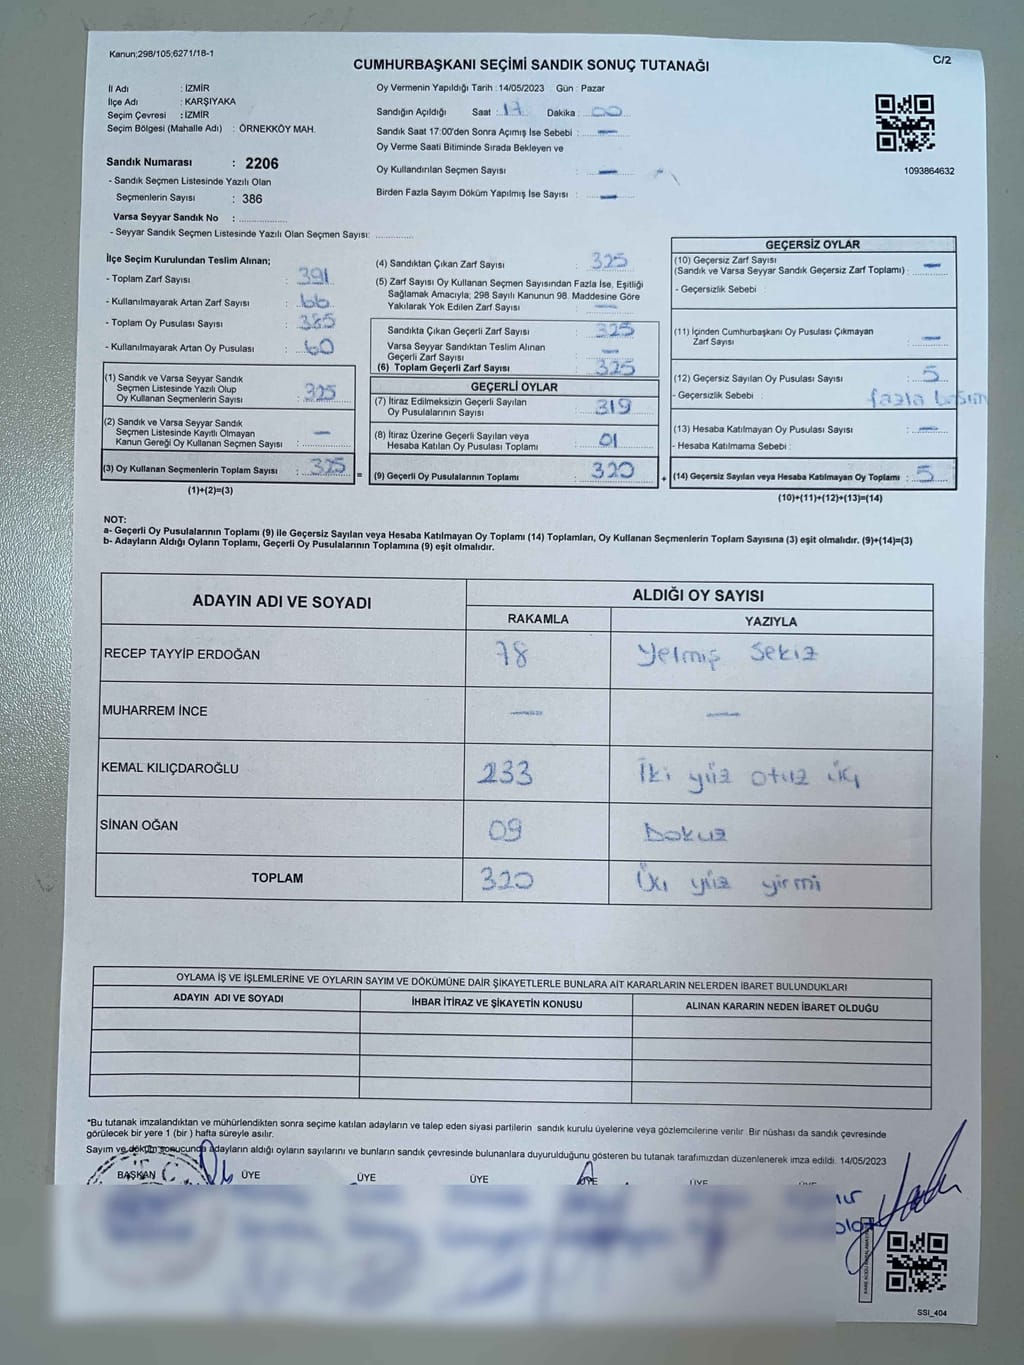 Kanun;298/105;6271/18-1
C/2
CUMHURBAŞKANI SEÇİMİ SANDIK SONUÇ TUTANAĞI
İl Adı : İZMİR
İlçe Adı : KARŞIYAKA
Seçim Çevresi : İZMİR
Seçim Bölgesi (Mahalle Adı) : ÖRNEKKÖY MAH.
Sandık Numarası : 2206
- Sandık Seçmen Listesinde Yazılı Olan
Seçmenlerin Sayısı : 386
Varsa Seyyar Sandık No :
- Seyyar Sandık Seçmen Listesinde Yazılı Olan Seçmen Sayısı:
Oy Vermenin Yapıldığı Tarih :14/05/2023 Gün : Pazar
Sandığın Açıldığı Saat : 17 Dakika : 00
Sandık Saat 17:00'den Sonra Açımış İse Sebebi : —
Oy Verme Saati Bitiminde Sırada Bekleyen ve
Oy Kullandırılan Seçmen Sayısı : —
Birden Fazla Sayım Döküm Yapılmış İse Sayısı : —
1093864632
İlçe Seçim Kurulundan Teslim Alınan;
- Toplam Zarf Sayısı : 391
- Kullanılmayarak Artan Zarf Sayısı : 66
- Toplam Oy Pusulası Sayısı : 385
- Kullanılmayarak Artan Oy Pusulası : 60
(1) Sandık ve Varsa Seyyar Sandık
Seçmen Listesinde Yazılı Olup
Oy Kullanan Seçmenlerin Sayısı : 325
(2) Sandık ve Varsa Seyyar Sandık
Seçmen Listesinde Kayıtlı Olmayan
Kanun Gereği Oy Kullanan Seçmen Sayısı : —
(3) Oy Kullanan Seçmenlerin Toplam Sayısı : 325
(1)+(2)=(3)
=
(4) Sandıktan Çıkan Zarf Sayısı : 325
(5) Zarf Sayısı Oy Kullanan Seçmen Sayısından Fazla İse, Eşitliği
Sağlamak Amacıyla; 298 Sayılı Kanunun 98. Maddesine Göre
Yakılarak Yok Edilen Zarf Sayısı : —
Sandıkta Çıkan Geçerli Zarf Sayısı : 325
Varsa Seyyar Sandıktan Teslim Alınan
Geçerli Zarf Sayısı : —
(6) Toplam Geçerli Zarf Sayısı : 325
GEÇERLİ OYLAR
(7) İtiraz Edilmeksizin Geçerli Sayılan
Oy Pusulalarının Sayısı : 319
(8) İtiraz Üzerine Geçerli Sayılan veya
Hesaba Katılan Oy Pusulası Toplamı : 01
(9) Geçerli Oy Pusulalarının Toplamı : 320
+
GEÇERSİZ OYLAR
(10) Geçersiz Zarf Sayısı
(Sandık ve Varsa Seyyar Sandık Geçersiz Zarf Toplamı) : —
- Geçersizlik Sebebi :
(11) İçinden Cumhurbaşkanı Oy Pusulası Çıkmayan
Zarf Sayısı : —
(12) Geçersiz Sayılan Oy Pusulası Sayısı : 5
- Geçersizlik Sebebi : fazla basım
(13) Hesaba Katılmayan Oy Pusulası Sayısı : —
- Hesaba Katılmama Sebebi :
(14) Geçersiz Sayılan veya Hesaba Katılmayan Oy Toplamı : 5
(10)+(11)+(12)+(13)=(14)
NOT:
a- Geçerli Oy Pusulalarının Toplamı (9) ile Geçersiz Sayılan veya Hesaba Katılmayan Oy Toplamı (14) Toplamları, Oy Kullanan Seçmenlerin Toplam Sayısına (3) eşit olmalıdır. (9)+(14)=(3)
b- Adayların Aldığı Oyların Toplamı, Geçerli Oy Pusulalarının Toplamına (9) eşit olmalıdır.
ADAYIN ADI VE SOYADI
ALDIĞI OY SAYISI
RAKAMLA YAZIYLA
RECEP TAYYİP ERDOĞAN 78 Yetmiş Sekiz
MUHARREM İNCE — —
KEMAL KILIÇDAROĞLU 233 İki yüz otuz üç
SİNAN OĞAN 09 Dokuz
TOPLAM 320 Üç yüz yirmi
OYLAMA İŞ VE İŞLEMLERİNE VE OYLARIN SAYIM VE DÖKÜMÜNE DAİR ŞİKAYETLERLE BUNLARA AİT KARARLARIN NELERDEN İBARET BULUNDUKLARI
ADAYIN ADI VE SOYADI İHBAR İTİRAZ VE ŞİKAYETİN KONUSU ALINAN KARARIN NEDEN İBARET OLDUĞU
*Bu tutanak imzalandıktan ve mühürlendikten sonra seçime katılan adayların ve talep eden siyasi partilerin sandık kurulu üyelerine veya gözlemcilerine verilir. Bir nüshası da sandık çevresinde
görülecek bir yere 1 (bir ) hafta süreyle asılır.
Sayım ve döküm sonucunda adayların aldığı oyların sayılarını ve bunların sandık çevresinde bulunanlara duyurulduğunu gösteren bu tutanak tarafımızdan düzenlenerek imza edildi. 14/05/2023
BAŞKAN ÜYE ÜYE ÜYE ÜYE ÜYE
SSİ_404